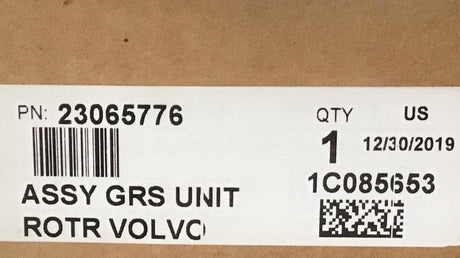 PN: 23065776
QTY
US
1
12/30/2019
ASSY GRS UNIT
ROTR VOLVO
1C085653